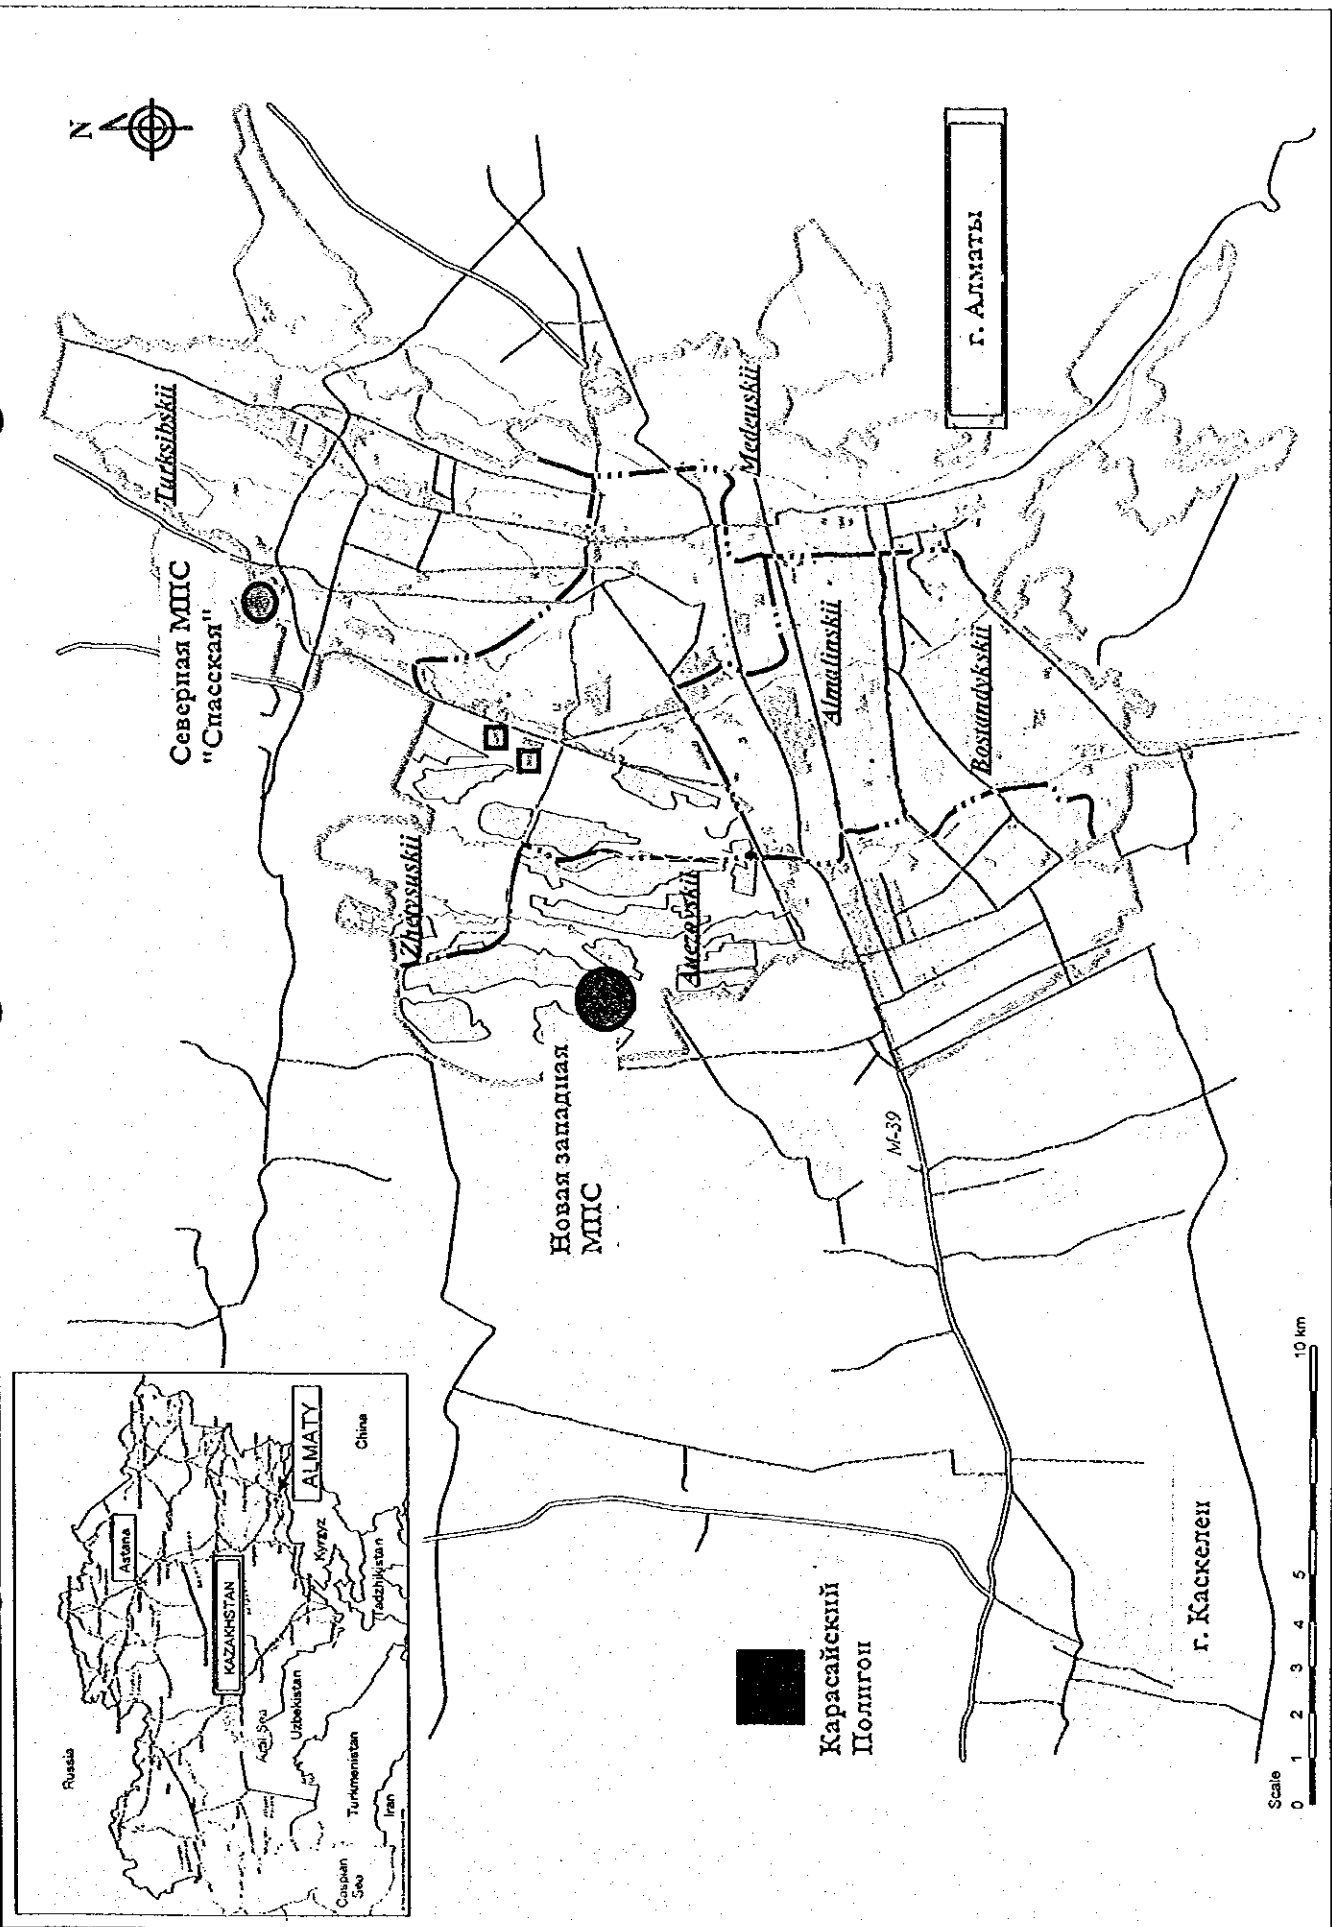 Russia
Astana
KAZAKHSTAN
ALMATY
China
Kyrgyz
Tadzhikistan
Uzbekistan
Aral Sea
Turkmenistan
Iran
Caspian
Sea
N
Северная МПС
"Спасская"
Turksibskii
Zhetysuskii
Medeuskii
Auezovskii
Almalinskii
Bostandykskii
г. Алматы
Новая западная
МПС
M-39
Карасайский
Полигон
г. Каскелен
Scale
0 1 2 3 4 5 10 km